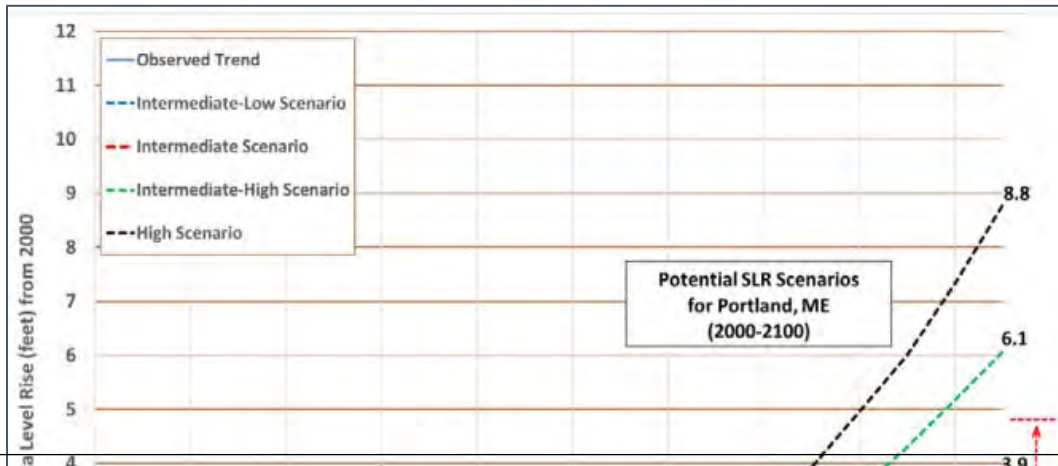 12
11
10
9
8
7
6
5
4
a Level Rise (feet) from 2000
Observed Trend
Intermediate-Low Scenario
Intermediate Scenario
Intermediate-High Scenario
High Scenario
Potential SLR Scenarios
for Portland, ME
(2000-2100)
8.8
6.1
3.9